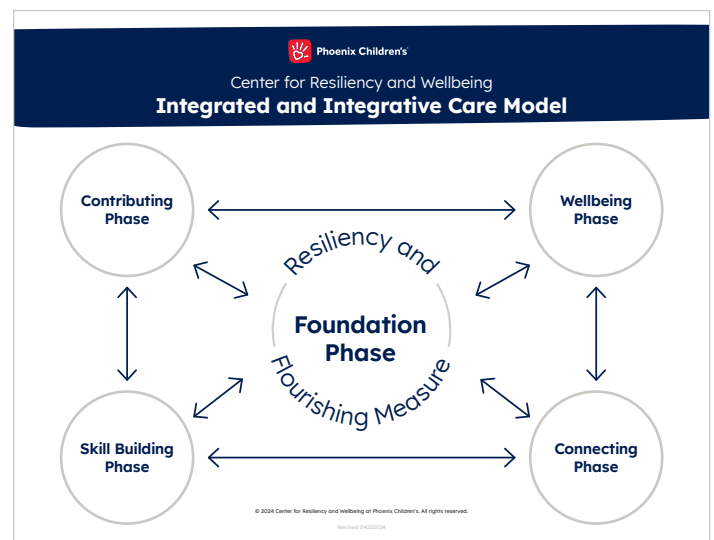 Phoenix Children's
Center for Resiliency and Wellbeing
Integrated and Integrative Care Model
Contributing
Phase
Wellbeing
Phase
Resiliency and
Foundation
Phase
Flourishing Measure
Skill Building
Phase
Connecting
Phase
© 2024 Center for Resiliency and Wellbeing at Phoenix Children's. All rights reserved.
Revised 04222024